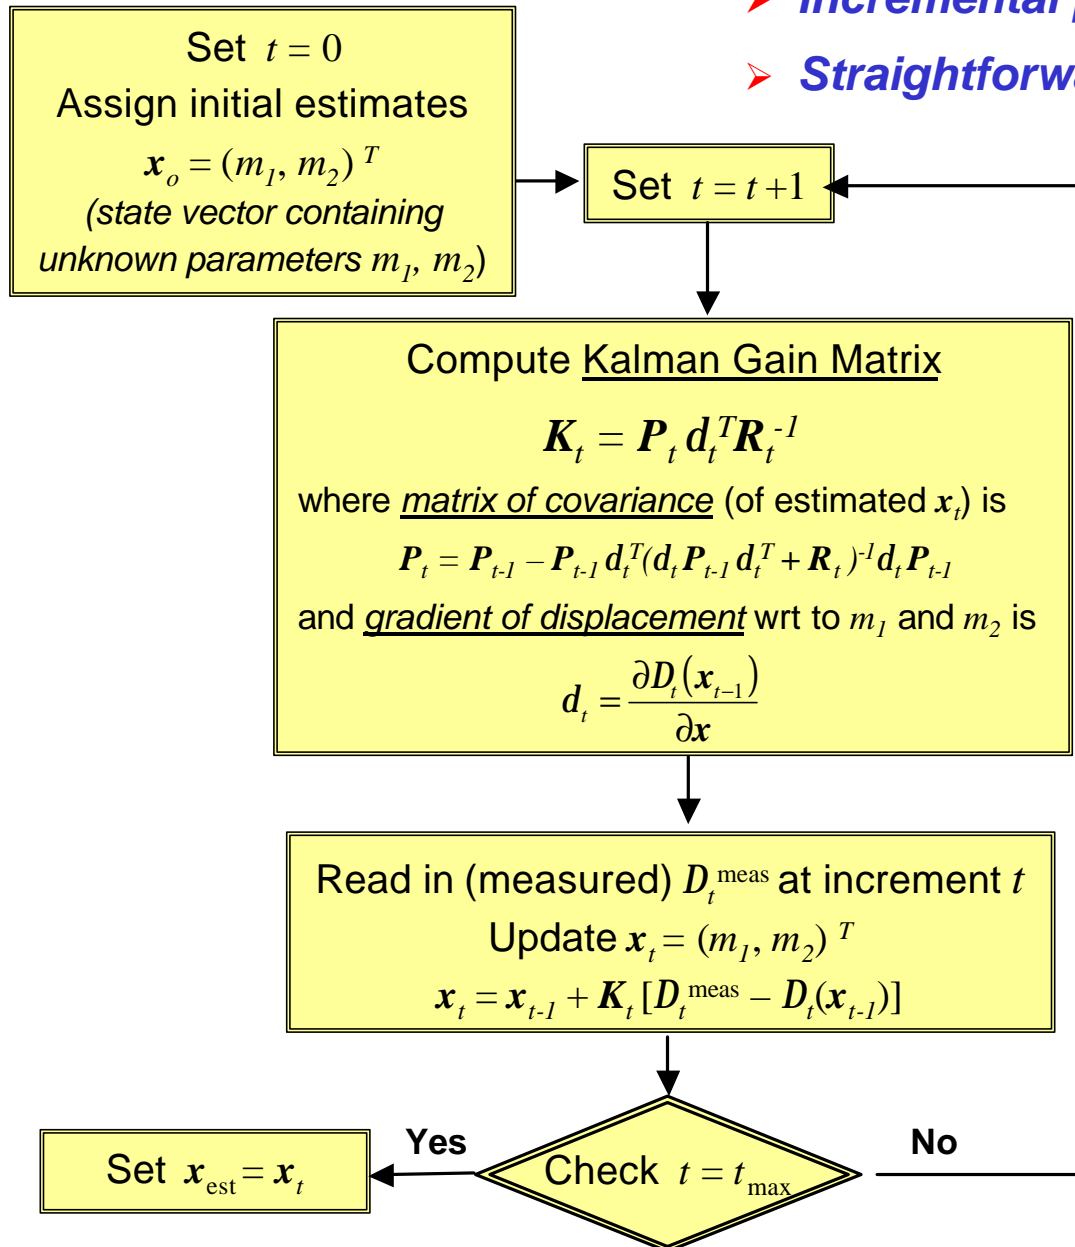 Incremental
Straightforwa
Set t = 0
Assign initial estimates
x_o = (m_1, m_2)^T
(state vector containing
unknown parameters m_1, m_2)
Set t = t +1
Compute Kalman Gain Matrix
K_t = P_t d_t^T R_t^-1
where matrix of covariance (of estimated x_t) is
P_t = P_t-1 – P_t-1 d_t^T (d_t P_t-1 d_t^T + R_t)^-1 d_t P_t-1
and gradient of displacement wrt to m_1 and m_2 is
d_t = ∂D_t(x_t–1) / ∂x
Read in (measured) D_t^meas at increment t
Update x_t = (m_1, m_2)^T
x_t = x_t-1 + K_t [D_t^meas – D_t(x_t-1)]
Yes
No
Check t = t_max
Set x_est = x_t